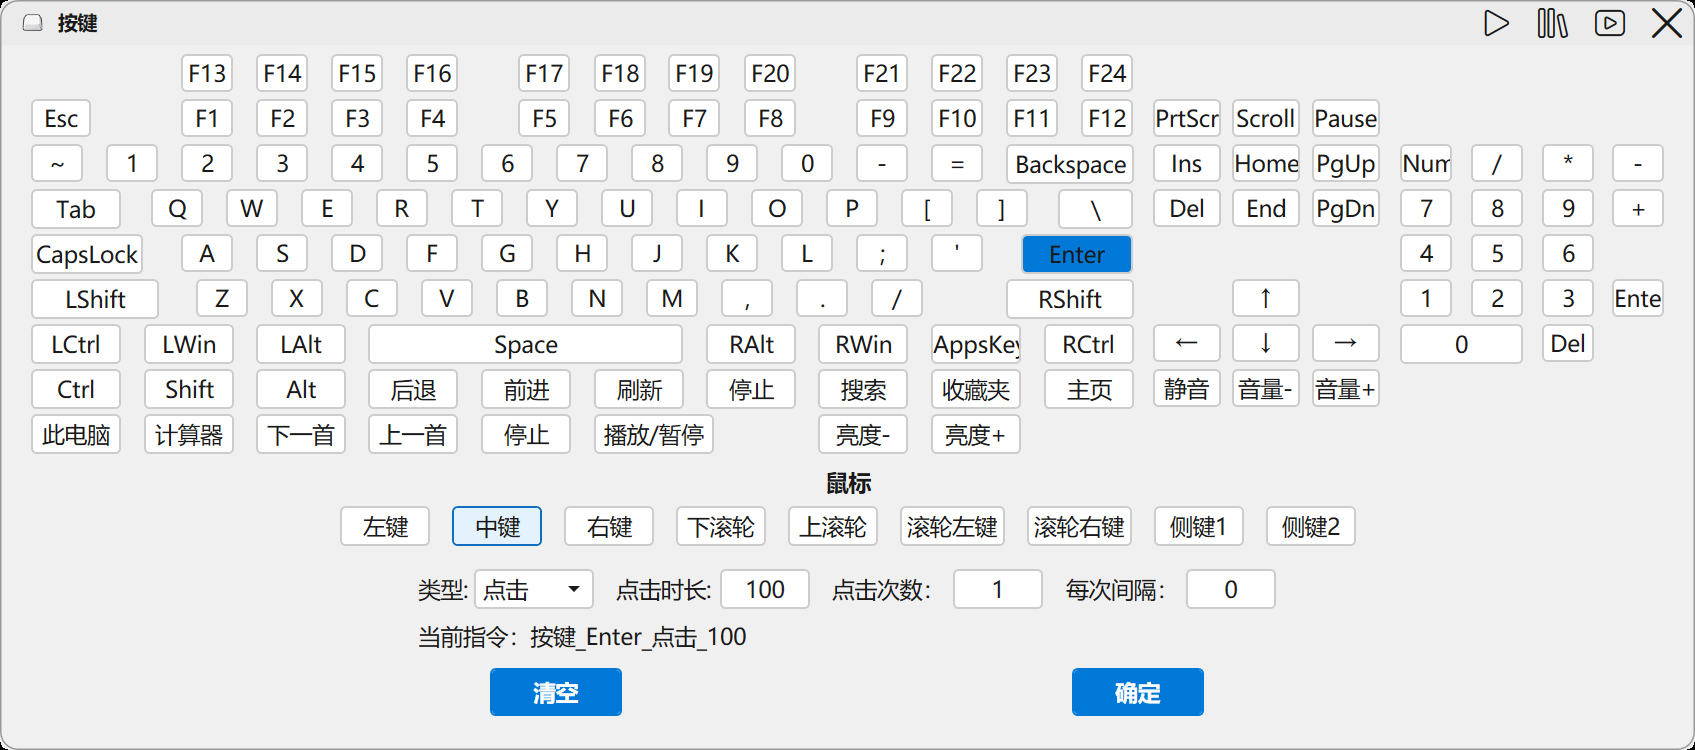 按键
F13 F14 F15 F16 F17 F18 F19 F20 F21 F22 F23 F24
Esc F1 F2 F3 F4 F5 F6 F7 F8 F9 F10 F11 F12 PrtScr Scroll Pause
~ 1 2 3 4 5 6 7 8 9 0 - = Backspace Ins Home PgUp Num / * -
Tab Q W E R T Y U I O P [ ] \ Del End PgDn 7 8 9 +
CapsLock A S D F G H J K L ; ' Enter 4 5 6
LShift Z X C V B N M , . / RShift ↑ 1 2 3 Ente
LCtrl LWin LAlt Space RAlt RWin AppsKey RCtrl ← ↓ → 0 Del
Ctrl Shift Alt 后退 前进 刷新 停止 搜索 收藏夹 主页 静音 音量- 音量+
此电脑 计算器 下一首 上一首 停止 播放/暂停 亮度- 亮度+
鼠标
左键 中键 右键 下滚轮 上滚轮 滚轮左键 滚轮右键 侧键1 侧键2
类型: 点击 点击时长: 100 点击次数： 1 每次间隔： 0
当前指令：按键_Enter_点击_100
清空 确定